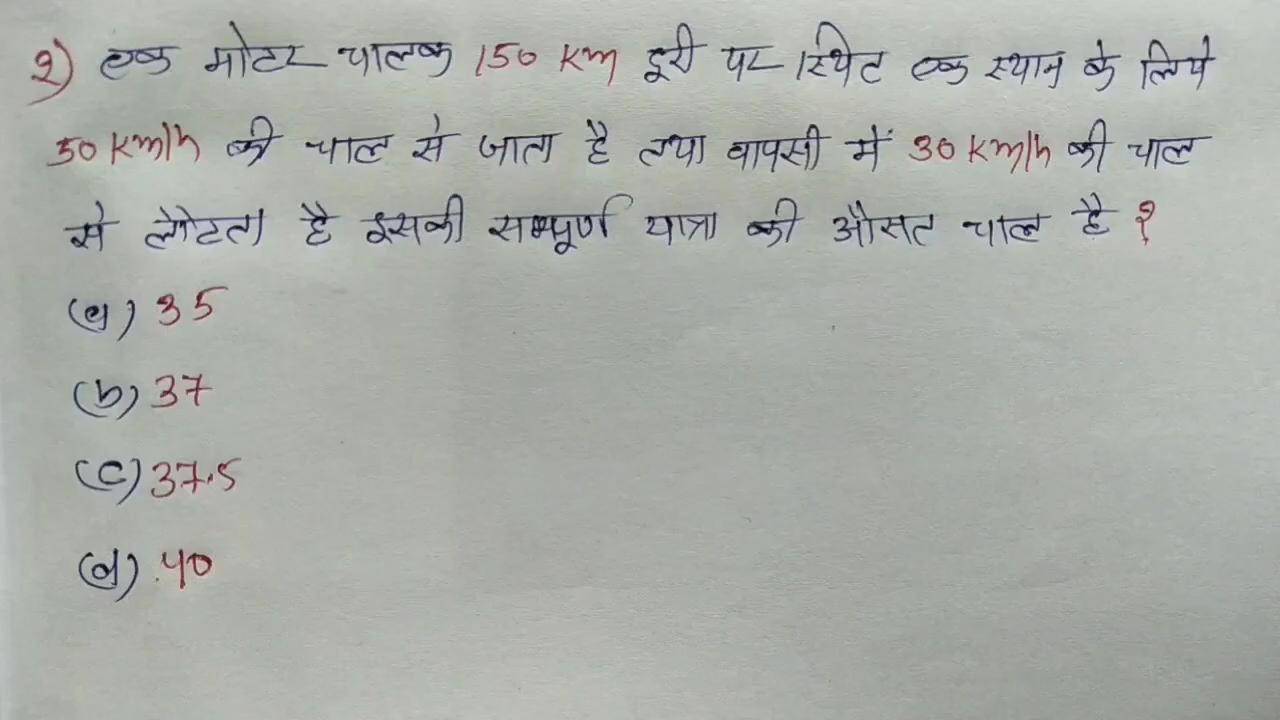 २) एक मोटर चालक 150 km दूरी पर स्थित एक स्थान के लिये
50 km/h की चाल से जाता है तथा वापसी में 30 km/h की चाल
से लौटता है इसकी सम्पूर्ण यात्रा की औसत चाल है ?
(a) 35
(b) 37
(c) 37.5
(d) 40